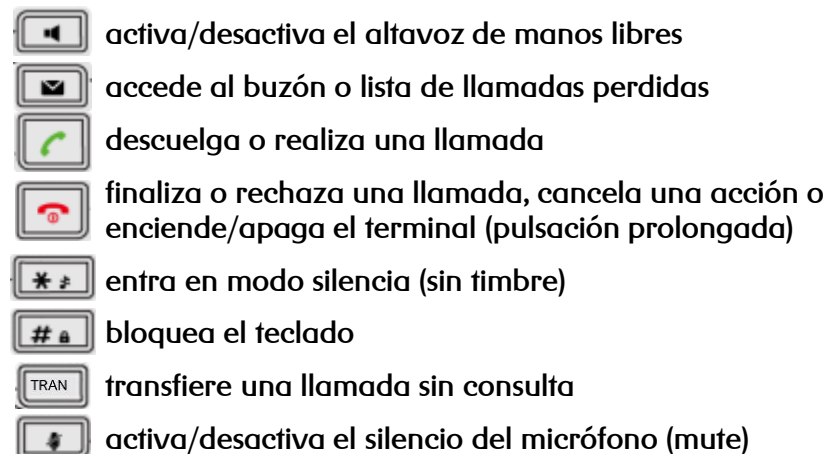 activa/desactiva el altavoz de manos libres
accede al buzón o lista de llamadas perdidas
descuelga o realiza una llamada
finaliza o rechaza una llamada, cancela una acción o
enciende/apaga el terminal (pulsación prolongada)
* entra en modo silencia (sin timbre)
# bloquea el teclado
TRAN transfiere una llamada sin consulta
activa/desactiva el silencio del micrófono (mute)